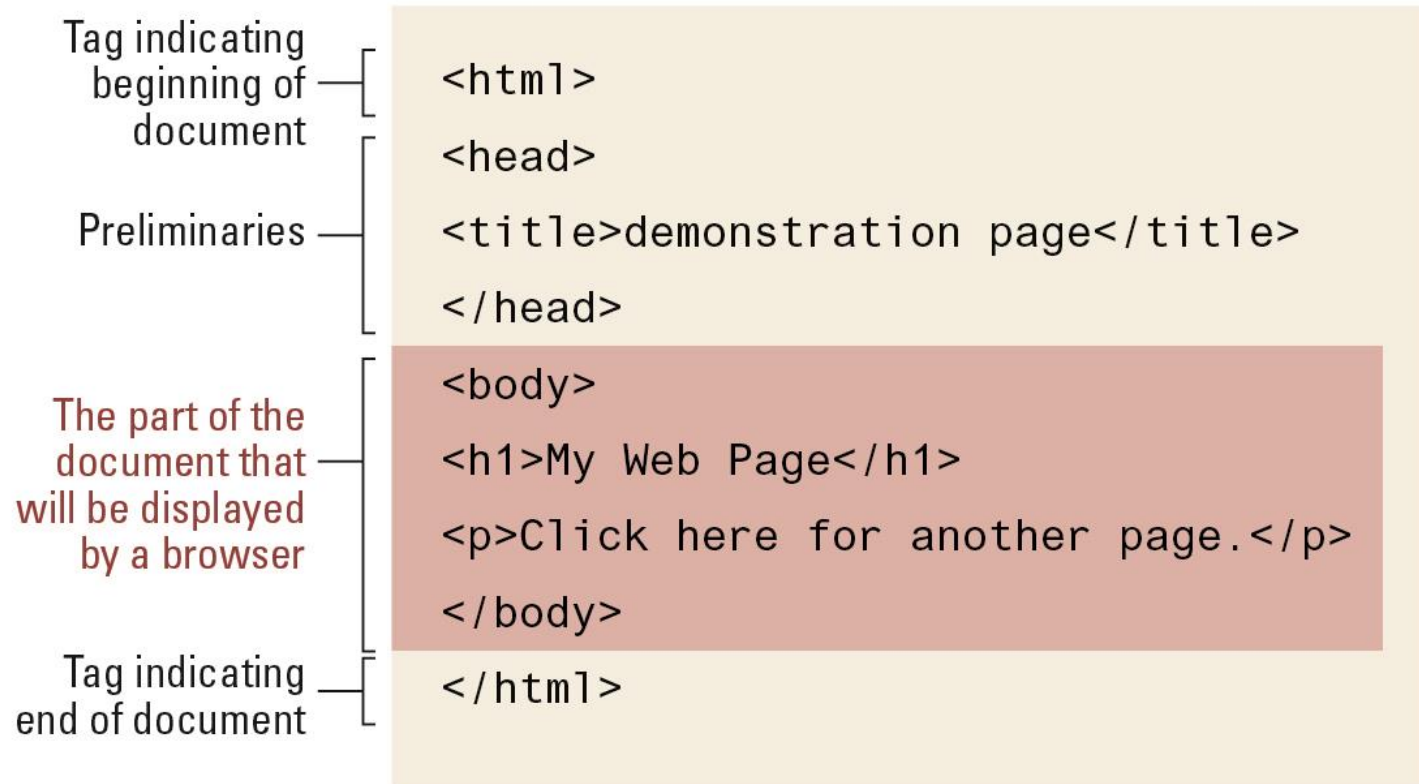 Tag indicating
beginning of
document
<html>
Preliminaries
<head>
<title>demonstration page</title>
</head>
The part of the
document that
will be displayed
by a browser
<body>
<h1>My Web Page</h1>
<p>Click here for another page.</p>
</body>
Tag indicating
end of document
</html>